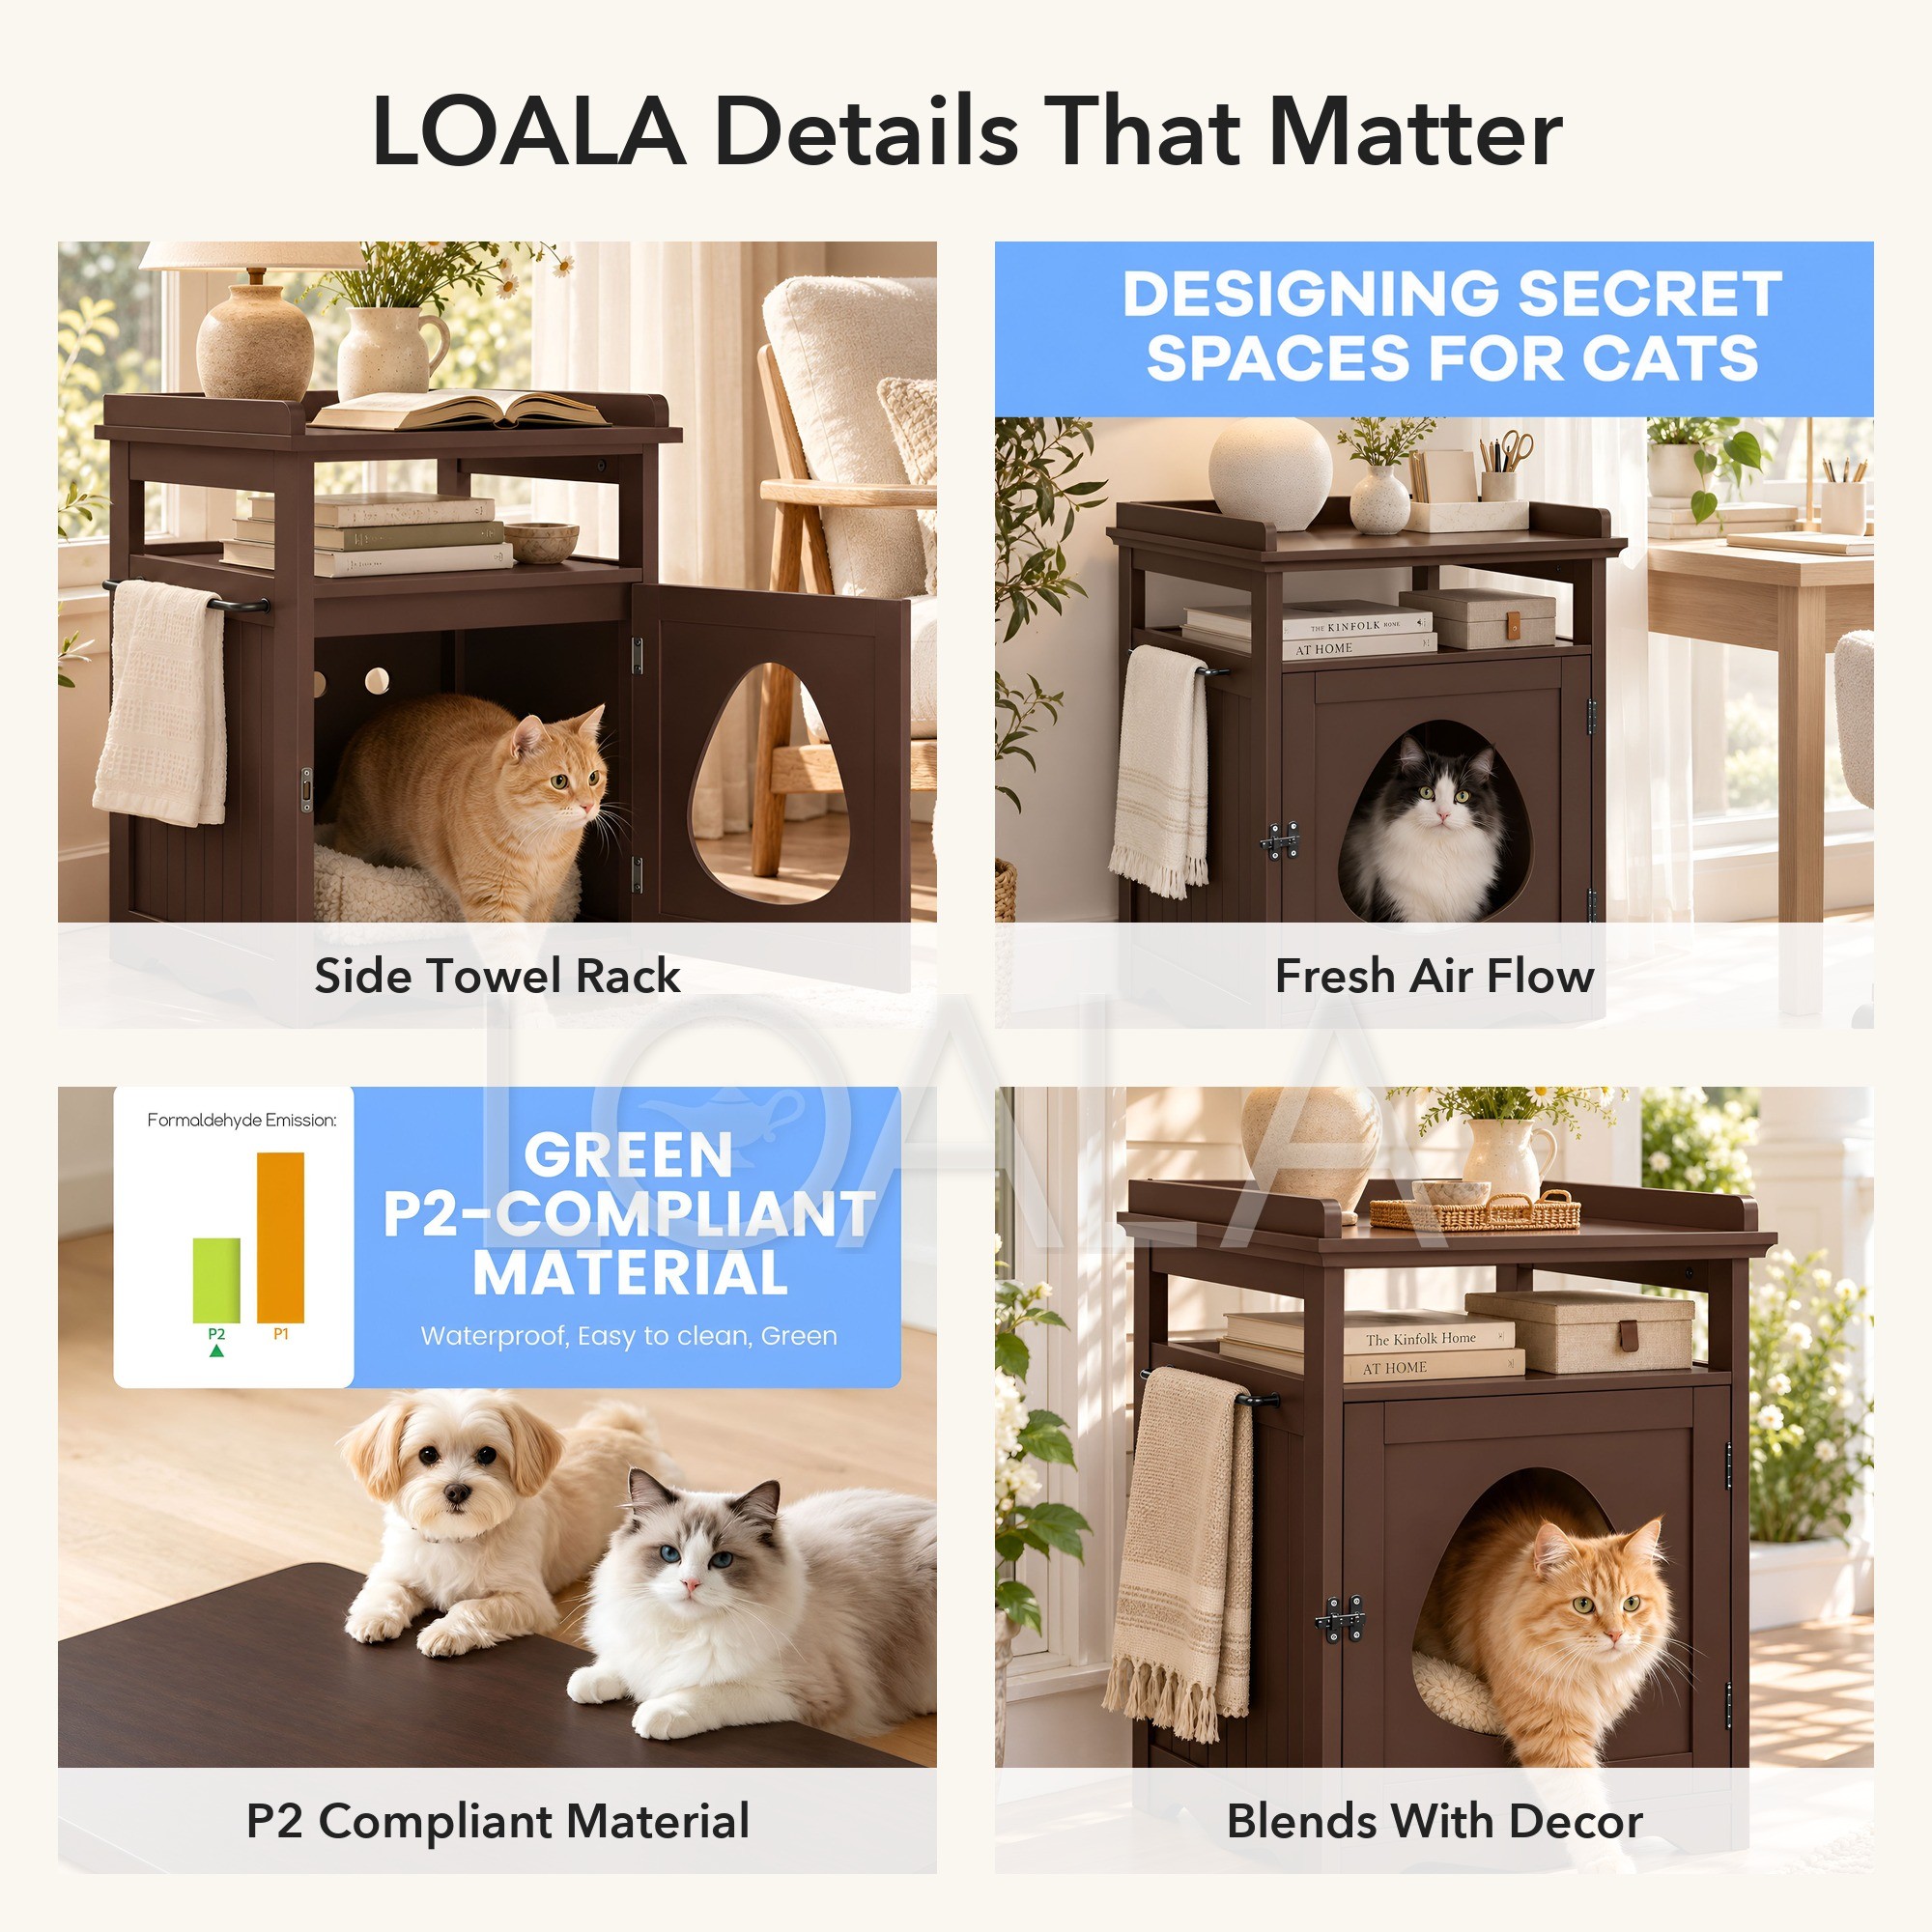 LOALA Details That Matter
Side Towel Rack
DESIGNING SECRET
SPACES FOR CATS
THE KINFOLK HOME
AT HOME
Fresh Air Flow
Formaldehyde Emission:
P2
P1
GREEN
P2-COMPLIANT
MATERIAL
Waterproof, Easy to clean, Green
P2 Compliant Material
The Kinfolk Home
AT HOME
Blends With Decor
LOALA